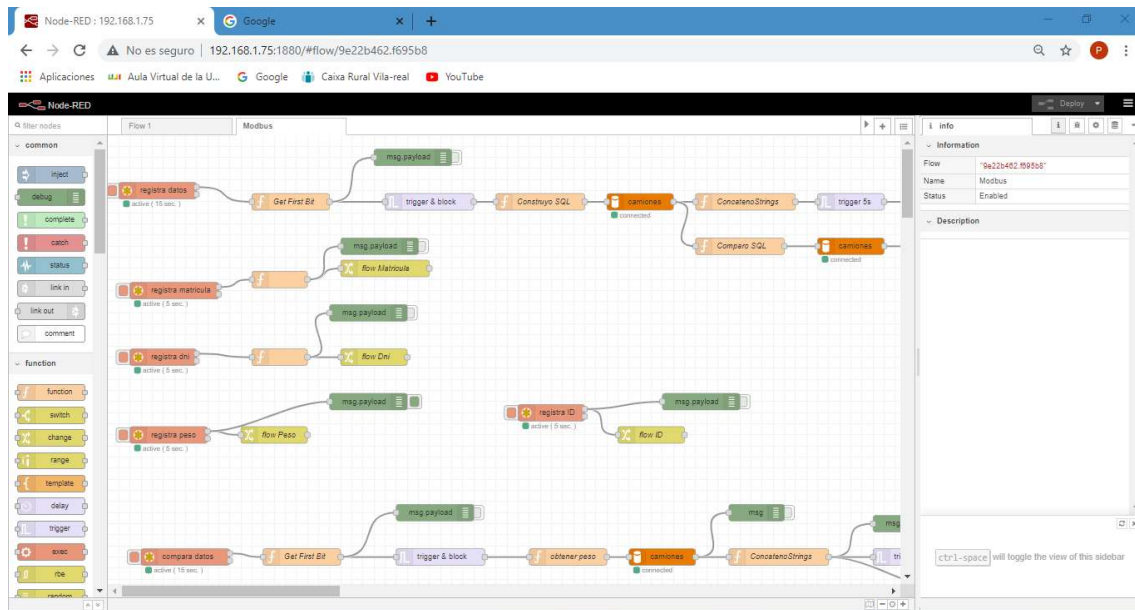 Node-RED : 192.168.1.75
Google
No es seguro
192.168.1.75:1880/#flow/9e22b462.f695b8
P
Aplicaciones
Aula Virtual de la U...
Google
Caixa Rural Vila-real
YouTube
Node-RED
Deploy
filter nodes
Flow 1
Modbus
info
common
inject
debug
complete
catch
status
link in
link out
comment
function
function
switch
change
range
template
delay
trigger
exec
rbe
random
msg.payload
registra datos
active ( 15 sec. )
Get First Bit
trigger & block
Construyo SQL
camiones
connected
ConcatenoStrings
trigger 5s
Comparo SQL
camiones
connected
msg.payload
flow Matricula
registra matricula
active ( 5 sec. )
msg.payload
registra dni
active ( 5 sec. )
flow Dni
msg.payload
registra peso
active ( 5 sec. )
flow Peso
msg.payload
registra ID
active ( 5 sec. )
flow ID
msg.payload
msg
msg
compara datos
active ( 15 sec. )
Get First Bit
trigger & block
obtener peso
camiones
connected
ConcatenoStrings
tri
Information
Flow "9e22b462.f695b8"
Name Modbus
Status Enabled
Description
ctrl-space will toggle the view of this sidebar